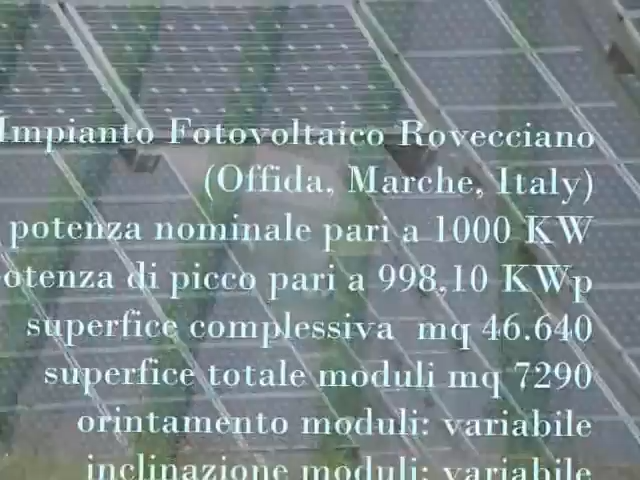 Impianto Fotovoltaico Rovecciano
(Offida, Marche, Italy)
potenza nominale pari a 1000 KW
potenza di picco pari a 998,10 KWp
superfice complessiva mq 46.640
superfice totale moduli mq 7290
orintamento moduli: variabile
inclinazione moduli: variabile